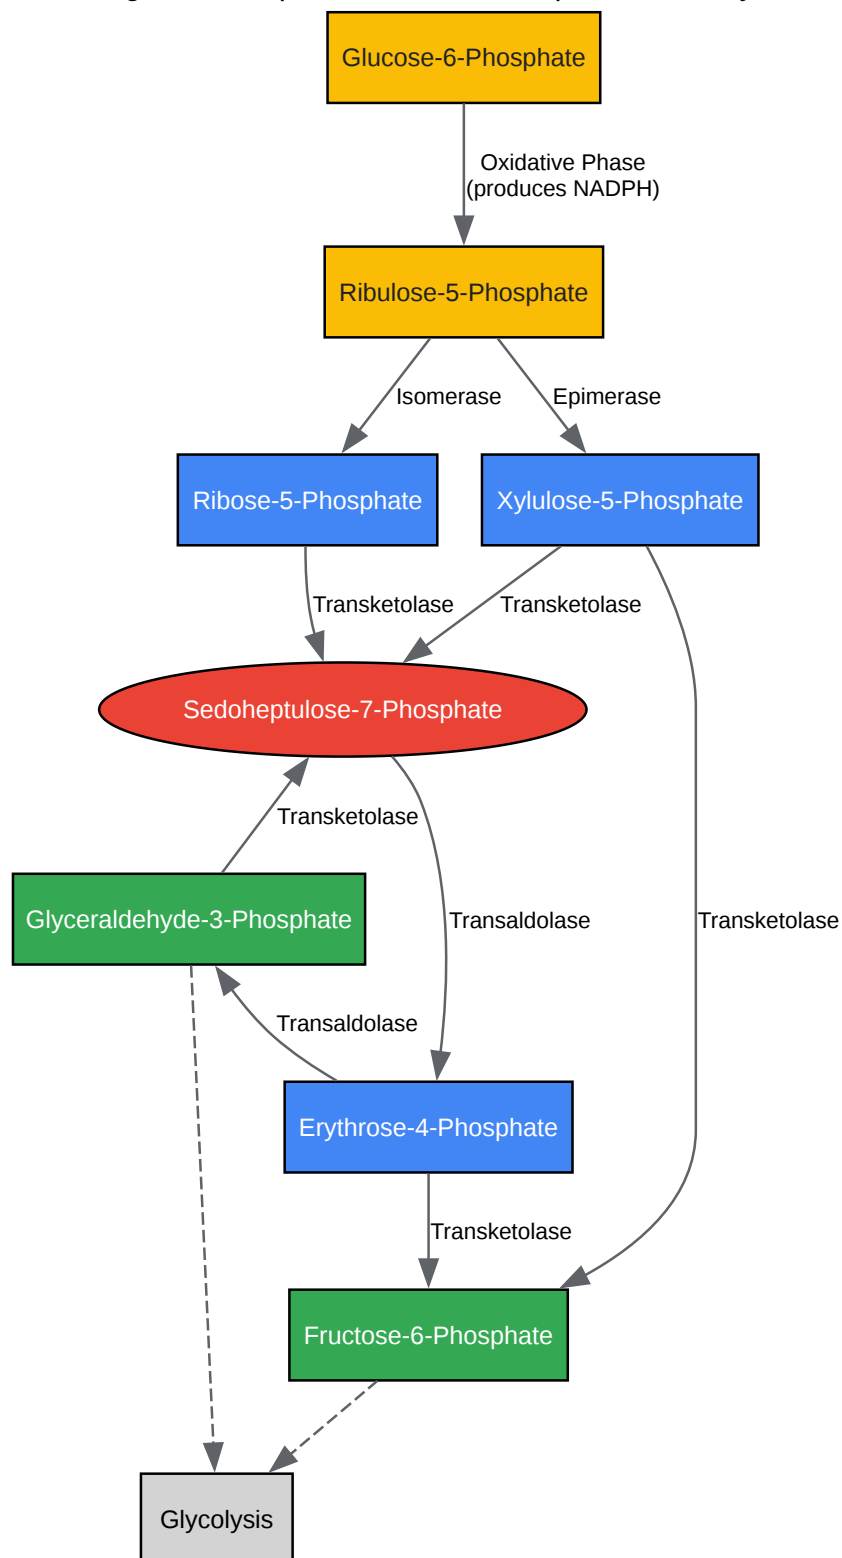 Glucose-6-Phosphate
Oxidative Phase
(produces NADPH)
Ribulose-5-Phosphate
Isomerase
Epimerase
Ribose-5-Phosphate
Xylulose-5-Phosphate
Transketolase
Transketolase
Sedoheptulose-7-Phosphate
Transketolase
Glyceraldehyde-3-Phosphate
Transaldolase
Transketolase
Transaldolase
Erythrose-4-Phosphate
Transketolase
Fructose-6-Phosphate
Glycolysis